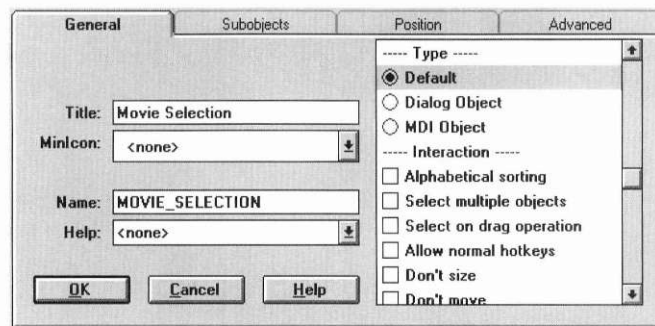 General Subobjects Position Advanced
Title: Movie Selection
MinIcon: <none>
Name: MOVIE_SELECTION
Help: <none>
OK Cancel Help
----- Type -----
Default
Dialog Object
MDI Object
----- Interaction -----
Alphabetical sorting
Select multiple objects
Select on drag operation
Allow normal hotkeys
Don't size
Don't move